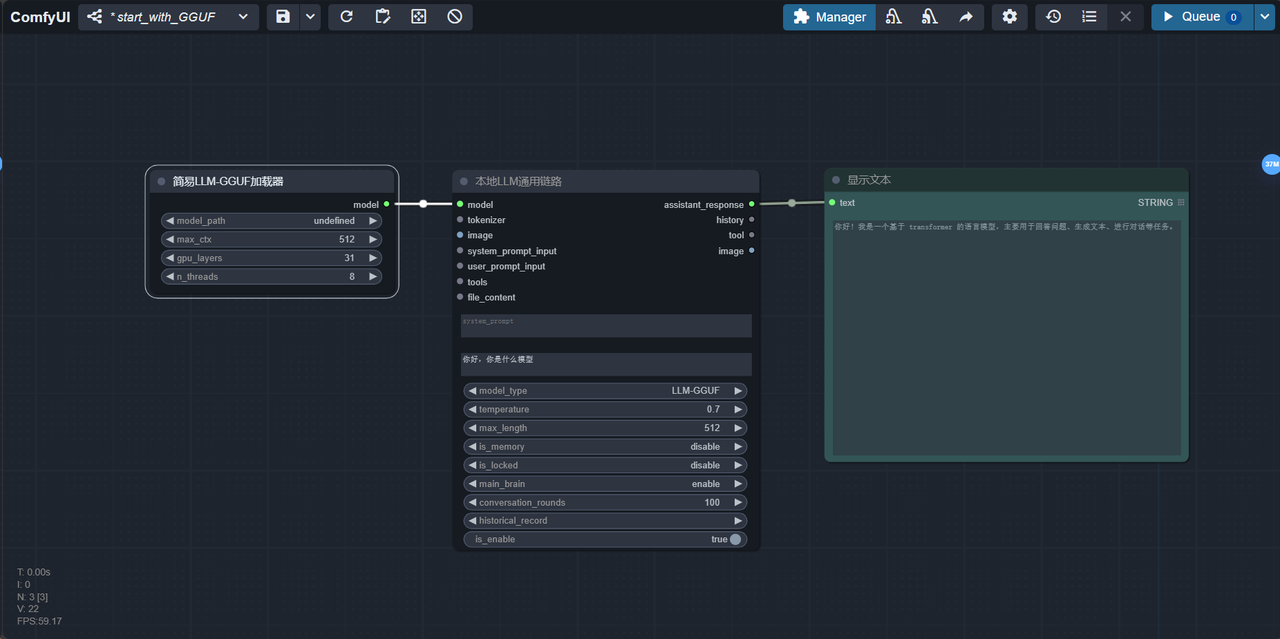 ComfyUI
* start_with_GGUF
Manager
Queue 0
37M
简易LLM-GGUF加载器
model
model_path undefined
max_ctx 512
gpu_layers 31
n_threads 8
本地LLM通用链路
model assistant_response
tokenizer history
image tool
system_prompt_input image
user_prompt_input
tools
file_content
system_prompt
你好，你是什么模型
model_type LLM-GGUF
temperature 0.7
max_length 512
is_memory disable
is_locked disable
main_brain enable
conversation_rounds 100
historical_record
is_enable true
显示文本
text STRING
你好！我是一个基于 transformer 的语言模型，主要用于回答问题、生成文本、进行对话等任务。
T: 0.00s
I: 0
N: 3 [3]
V: 22
FPS:59.17